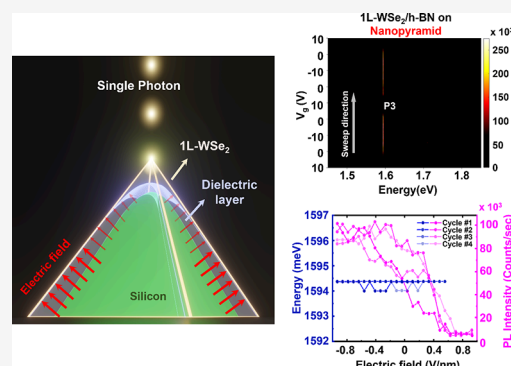 Single Photon
1L-WSe₂
Dielectric
layer
Electric field
Silicon
1L-WSe₂/h-BN on
Nanopyramid
x 10³
10
0
10
0
10
0
10
250
200
150
100
50
0
P3
Sweep direction
V_g (V)
1.5 1.6 1.7 1.8
Energy(eV)
1597
1596
1595
1594
1593
1592
Energy (meV)
Cycle #1
Cycle #2
Cycle #3
Cycle #4
x 10³
100
80
60
40
20
0
PL Intensity (Counts/sec)
-0.8 -0.4 0 0.4 0.8
Electric field (V/nm)